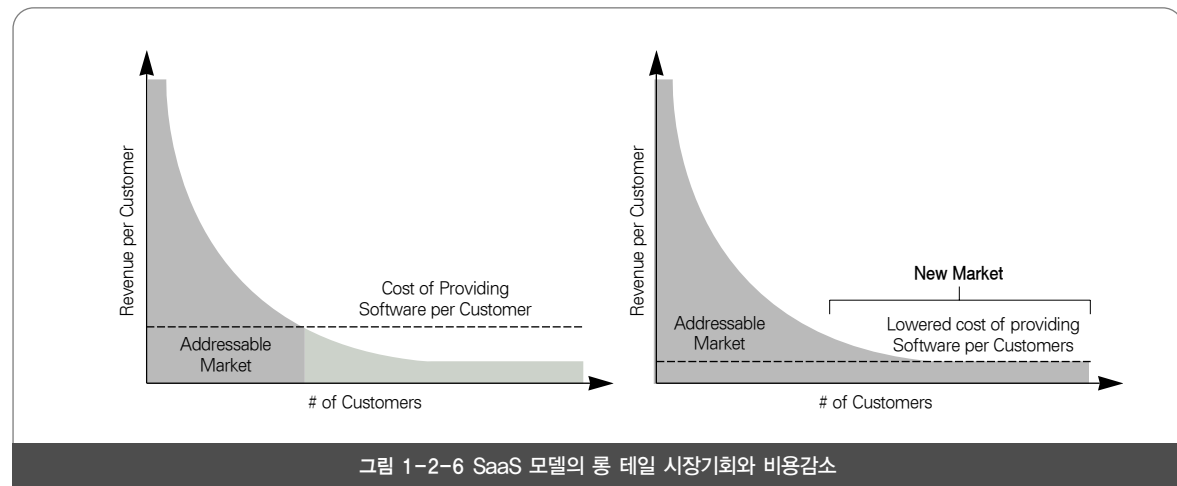 Revenue per Customer
Cost of Providing
Software per Customer
Addressable
Market
# of Customers
Revenue per Customer
New Market
Addressable
Market
Lowered cost of providing
Software per Customers
# of Customers
그림 1-2-6 SaaS 모델의 롱 테일 시장기회와 비용감소